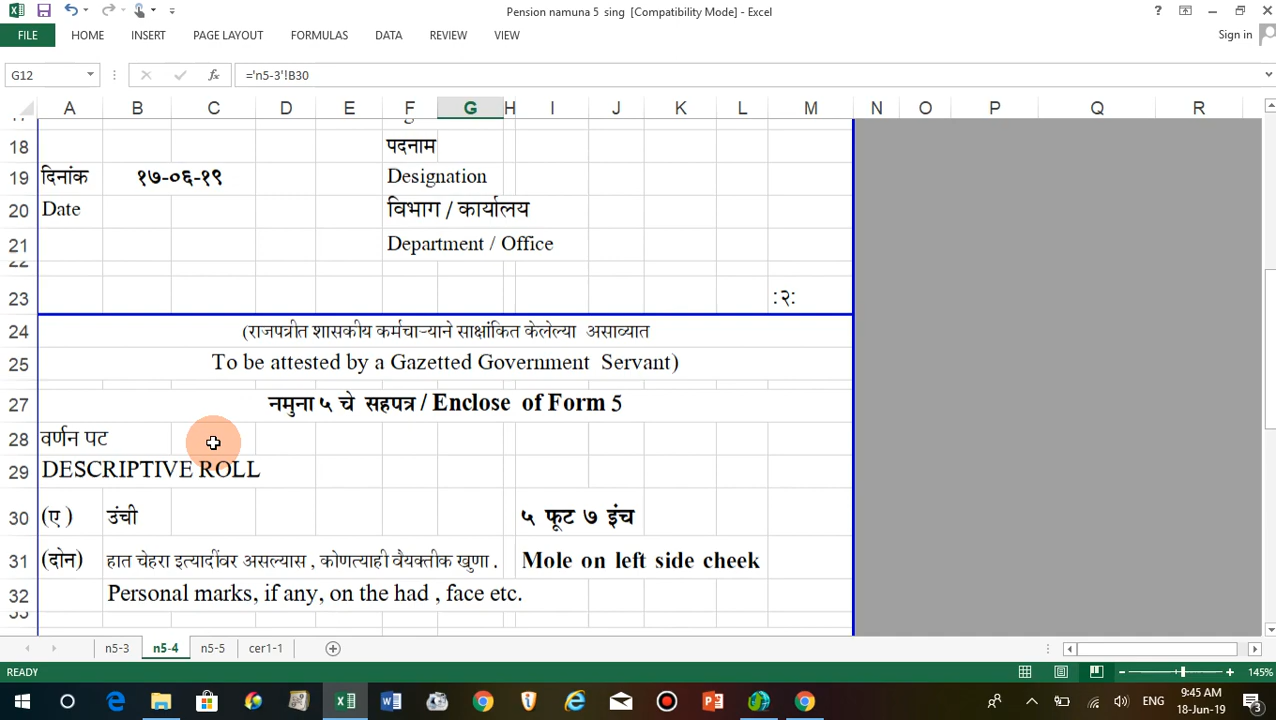 Pension namuna 5 sing [Compatibility Mode] - Excel
?
FILE HOME INSERT PAGE LAYOUT FORMULAS DATA REVIEW VIEW
Sign in
G12 fx ='n5-3'!B30
A B C D E F G H I J K L M N O P Q R
18 पदनाम
19 दिनांक १७-०६-१९ Designation
20 Date विभाग / कार्यालय
21 Department / Office
22
23 :२:
24 (राजपत्रीत शासकीय कर्मचाऱ्याने साक्षांकित केलेल्या असाव्यात
25 To be attested by a Gazetted Government Servant)
27 नमुना ५ चे सहपत्र / Enclose of Form 5
28 वर्णन पट
29 DESCRIPTIVE ROLL
30 (ए ) उंची ५ फूट ७ इंच
31 (दोन) हात चेहरा इत्यादींवर असल्यास , कोणत्याही वैयक्तीक खुणा . Mole on left side cheek
32 Personal marks, if any, on the had , face etc.
33
n5-3 n5-4 n5-5 cer1-1
READY 145%
ENG 9:45 AM
18-Jun-19
3